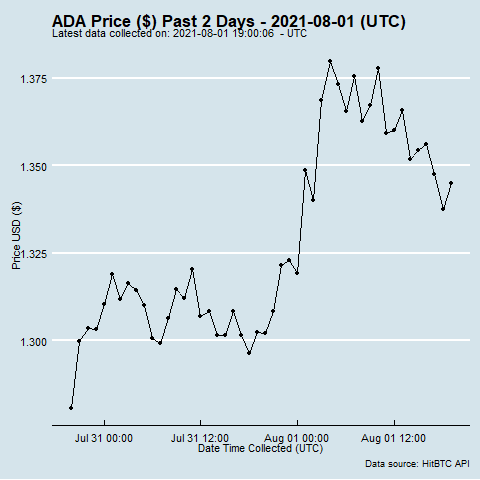 ADA Price ($) Past 2 Days - 2021-08-01 (UTC)
Latest data collected on: 2021-08-01 19:00:06 - UTC
1.375
1.350
1.325
1.300
Price USD ($)
Jul 31 00:00
Jul 31 12:00
Aug 01 00:00
Aug 01 12:00
Date Time Collected (UTC)
Data source: HitBTC API